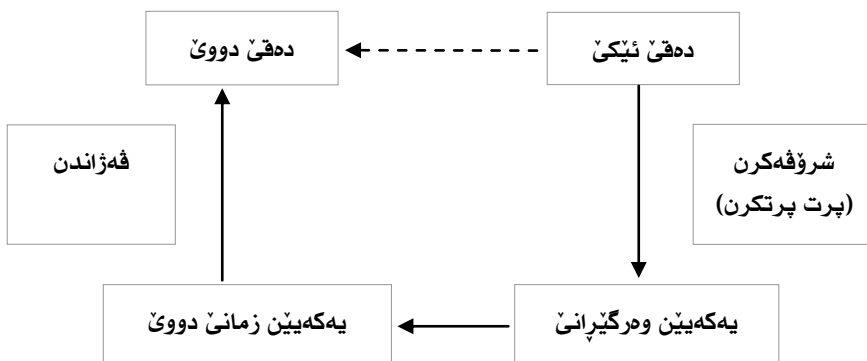 دەقێ ئێکێ
دەقێ دووێ
شرۆڤەکرن
(پرت پرتکرن)
ڤەژاندن
یەکەیێن وەرگێڕانێ
یەکەیێن زمانێ دووێ